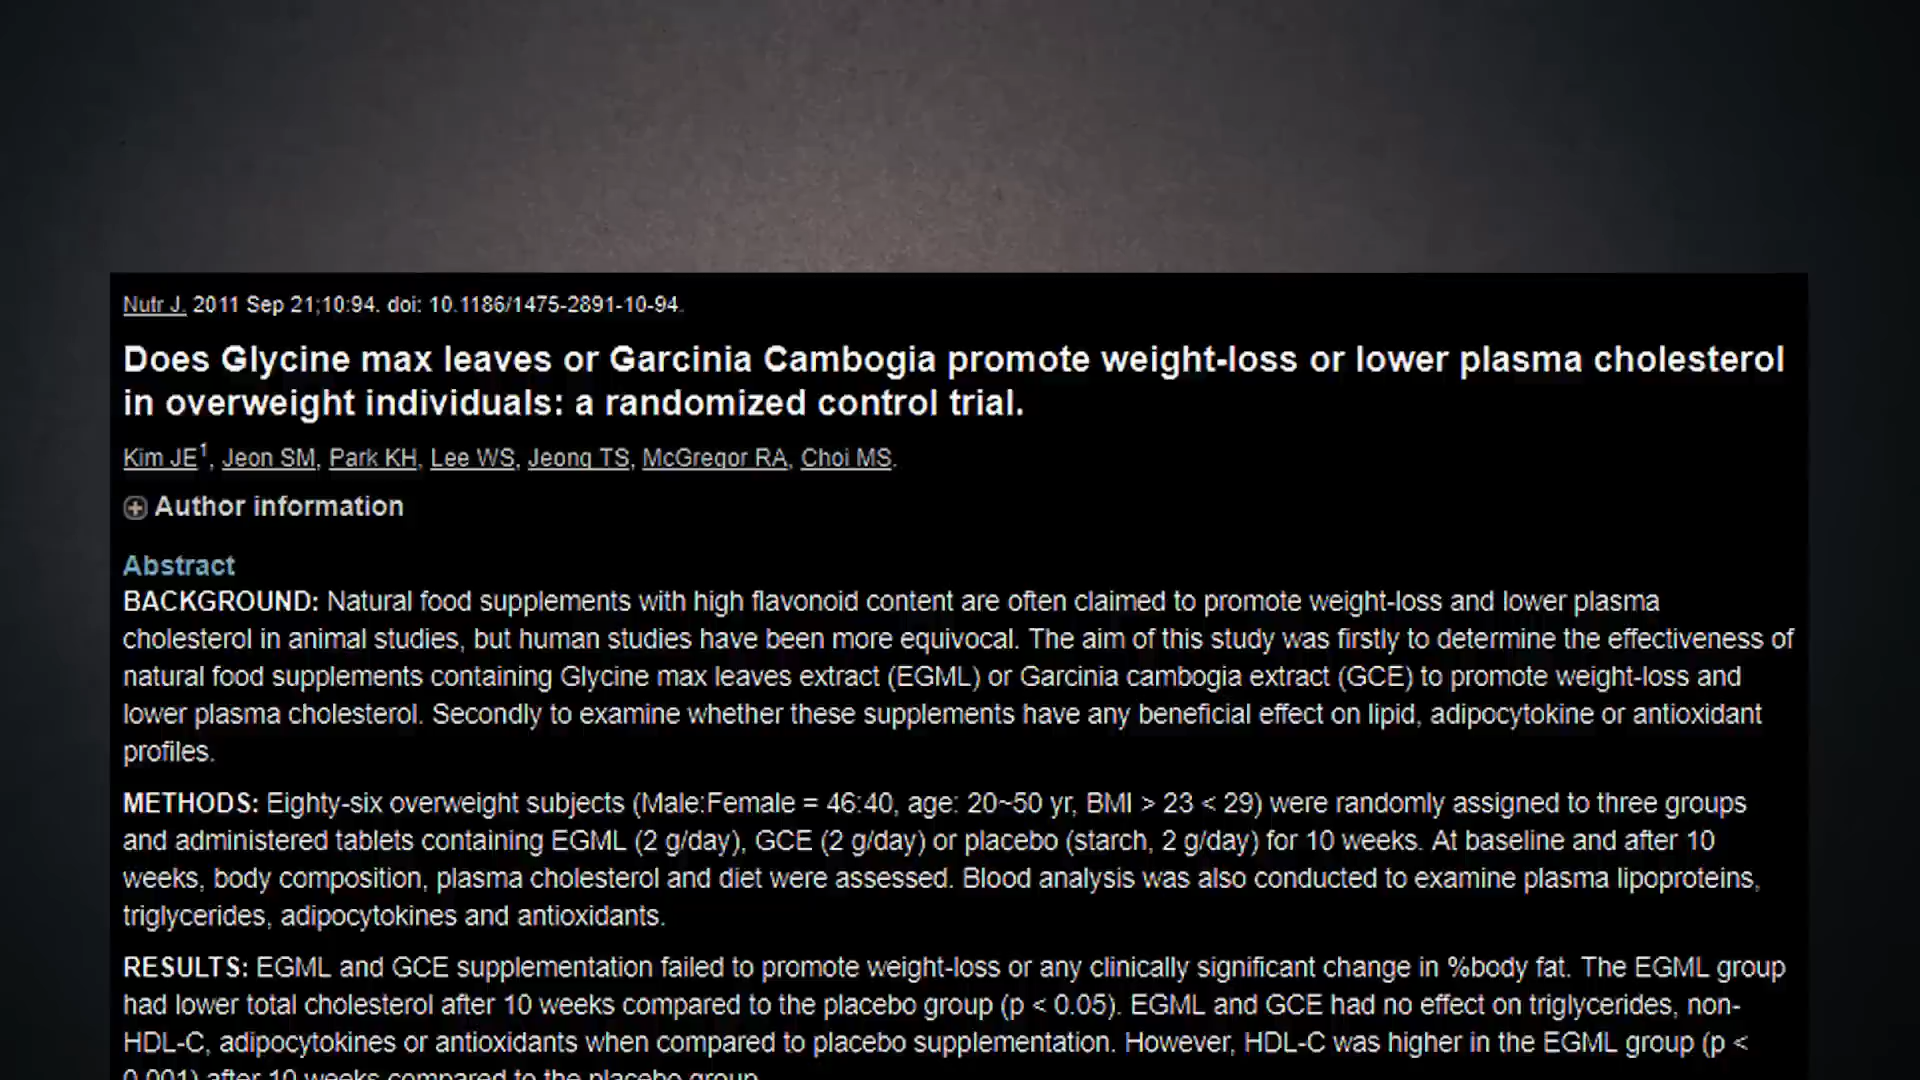 Nutr J. 2011 Sep 21;10:94. doi: 10.1186/1475-2891-10-94.
Does Glycine max leaves or Garcinia Cambogia promote weight-loss or lower plasma cholesterol
in overweight individuals: a randomized control trial.
Kim JE1, Jeon SM, Park KH, Lee WS, Jeong TS, McGregor RA, Choi MS.
Author information
Abstract
BACKGROUND: Natural food supplements with high flavonoid content are often claimed to promote weight-loss and lower plasma
cholesterol in animal studies, but human studies have been more equivocal. The aim of this study was firstly to determine the effectiveness of
natural food supplements containing Glycine max leaves extract (EGML) or Garcinia cambogia extract (GCE) to promote weight-loss and
lower plasma cholesterol. Secondly to examine whether these supplements have any beneficial effect on lipid, adipocytokine or antioxidant
profiles.
METHODS: Eighty-six overweight subjects (Male:Female = 46:40, age: 20~50 yr, BMI > 23 < 29) were randomly assigned to three groups
and administered tablets containing EGML (2 g/day), GCE (2 g/day) or placebo (starch, 2 g/day) for 10 weeks. At baseline and after 10
weeks, body composition, plasma cholesterol and diet were assessed. Blood analysis was also conducted to examine plasma lipoproteins,
triglycerides, adipocytokines and antioxidants.
RESULTS: EGML and GCE supplementation failed to promote weight-loss or any clinically significant change in %body fat. The EGML group
had lower total cholesterol after 10 weeks compared to the placebo group (p < 0.05). EGML and GCE had no effect on triglycerides, non-
HDL-C, adipocytokines or antioxidants when compared to placebo supplementation. However, HDL-C was higher in the EGML group (p <
0.001) after 10 weeks compared to the placebo group.